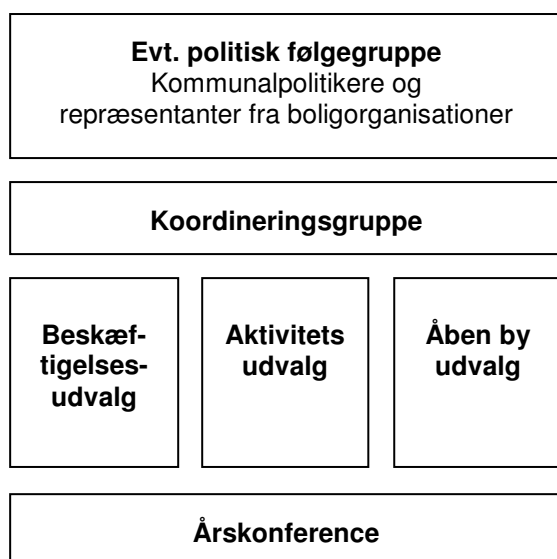 Evt. politisk følgegruppe
Kommunalpolitikere og
repræsentanter fra boligorganisationer
Koordineringsgruppe
Beskæf-
tigelses-
udvalg
Aktivitets
udvalg
Åben by
udvalg
Årskonference